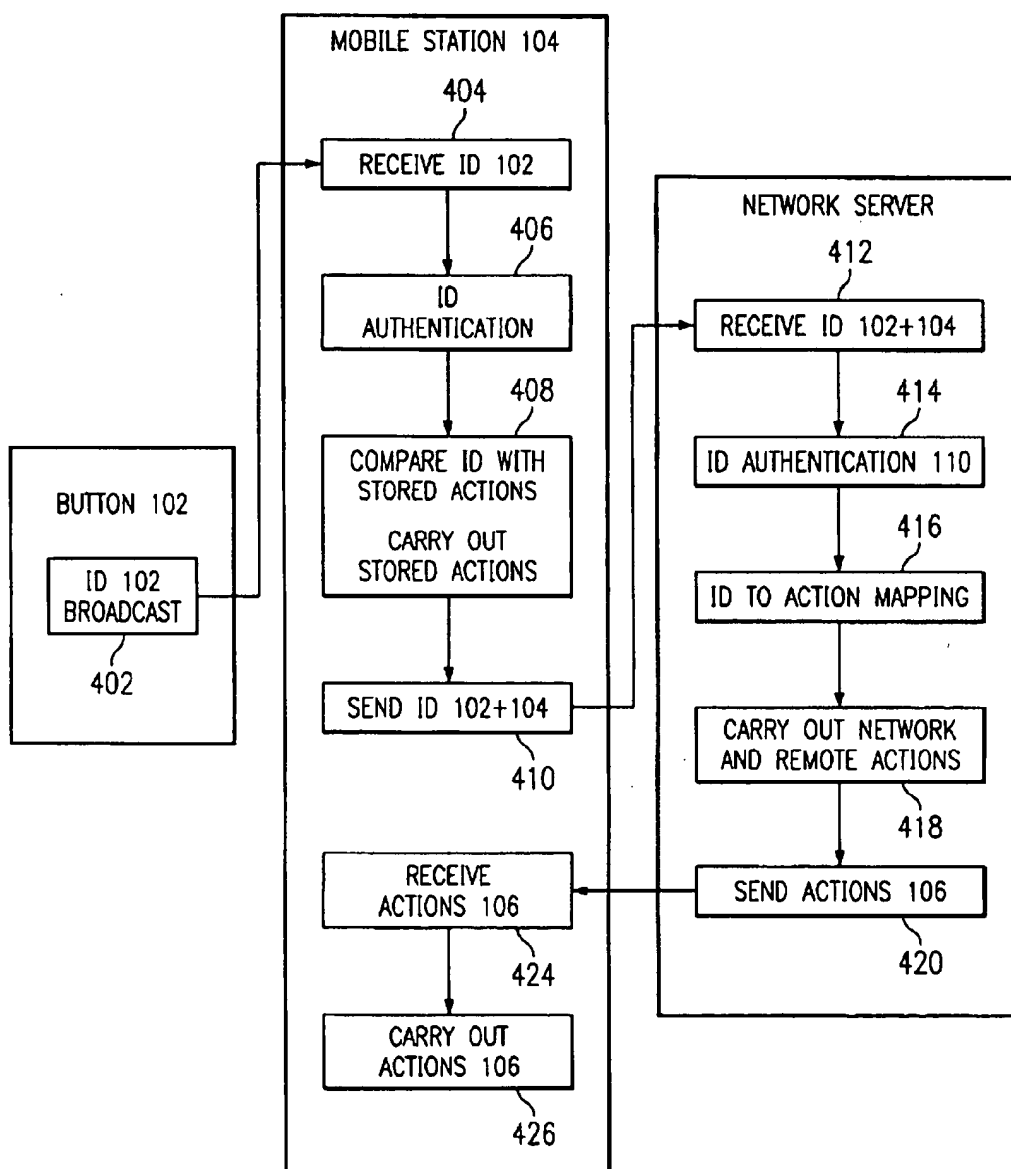 MOBILE STATION 104
404
RECEIVE ID 102
406
ID
AUTHENTICATION
408
COMPARE ID WITH
STORED ACTIONS
CARRY OUT
STORED ACTIONS
SEND ID 102+104
410
RECEIVE
ACTIONS 106
424
CARRY OUT
ACTIONS 106
426
BUTTON 102
ID 102
BROADCAST
402
NETWORK SERVER
412
RECEIVE ID 102+104
414
ID AUTHENTICATION 110
416
ID TO ACTION MAPPING
CARRY OUT NETWORK
AND REMOTE ACTIONS
418
SEND ACTIONS 106
420